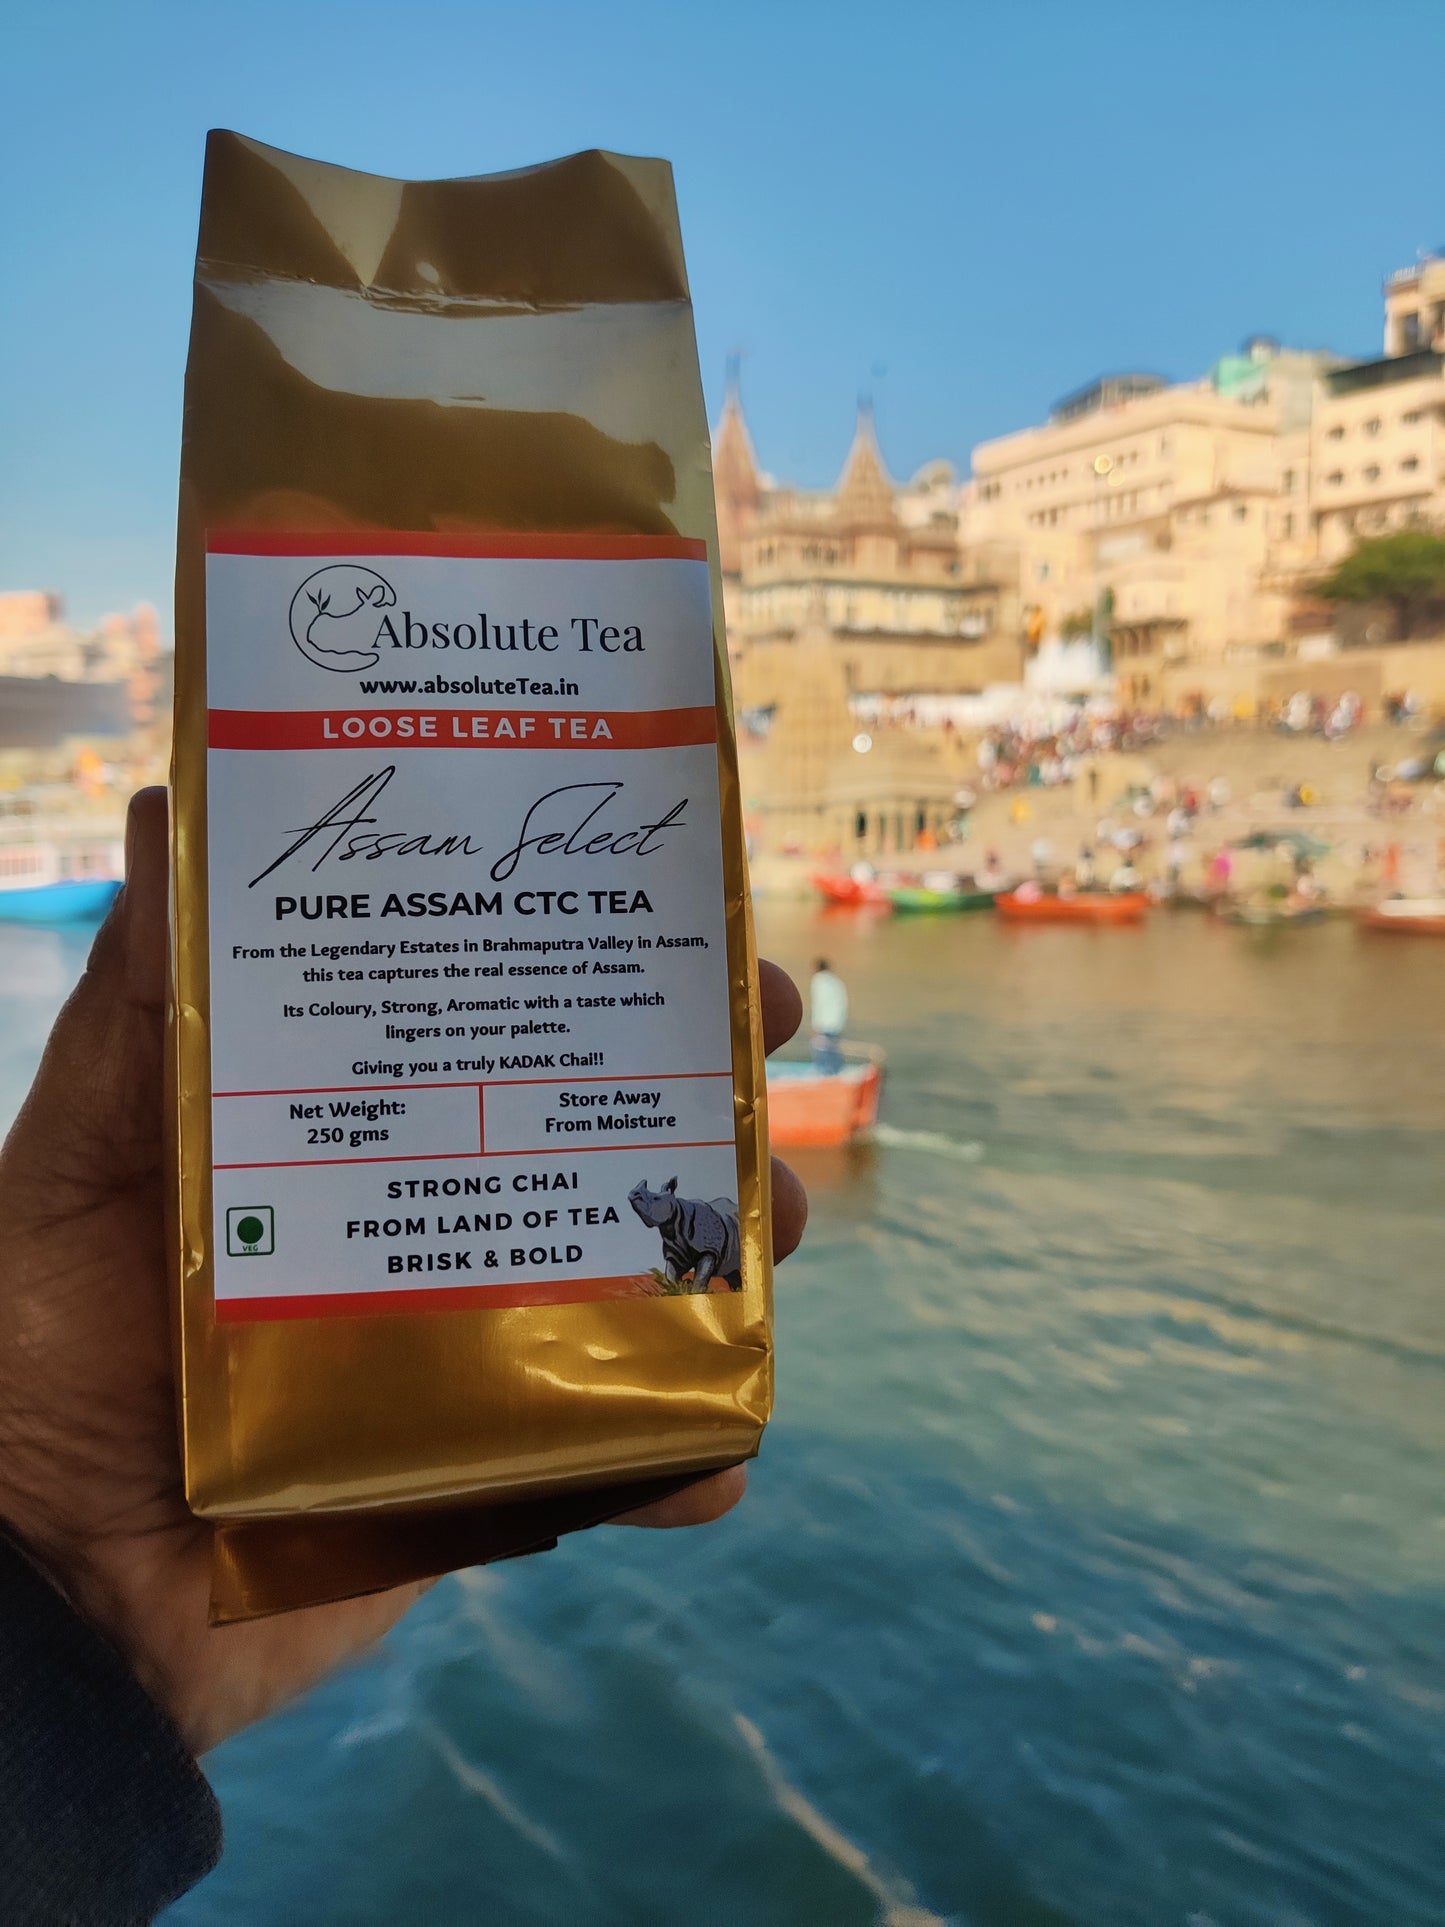 Absolute Tea
www.absoluteTea.in
LOOSE LEAF TEA
Assam Select
PURE ASSAM CTC TEA
From the Legendary Estates in Brahmaputra Valley in Assam,
this tea captures the real essence of Assam.
Its Coloury, Strong, Aromatic with a taste which
lingers on your palette.
Giving you a truly KADAK Chai!!
Net Weight:
250 gms
Store Away
From Moisture
STRONG CHAI
FROM LAND OF TEA
BRISK & BOLD
VEG